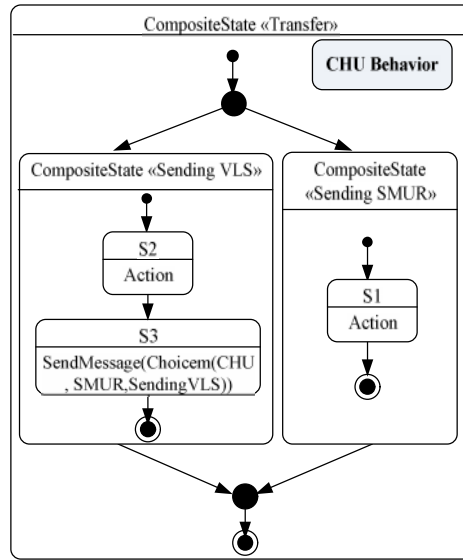 CompositeState «Transfer»
CHU Behavior
CompositeState «Sending VLS»
S2
Action
S3
SendMessage(Choicem(CHU
, SMUR,SendingVLS))
CompositeState
«Sending SMUR»
S1
Action